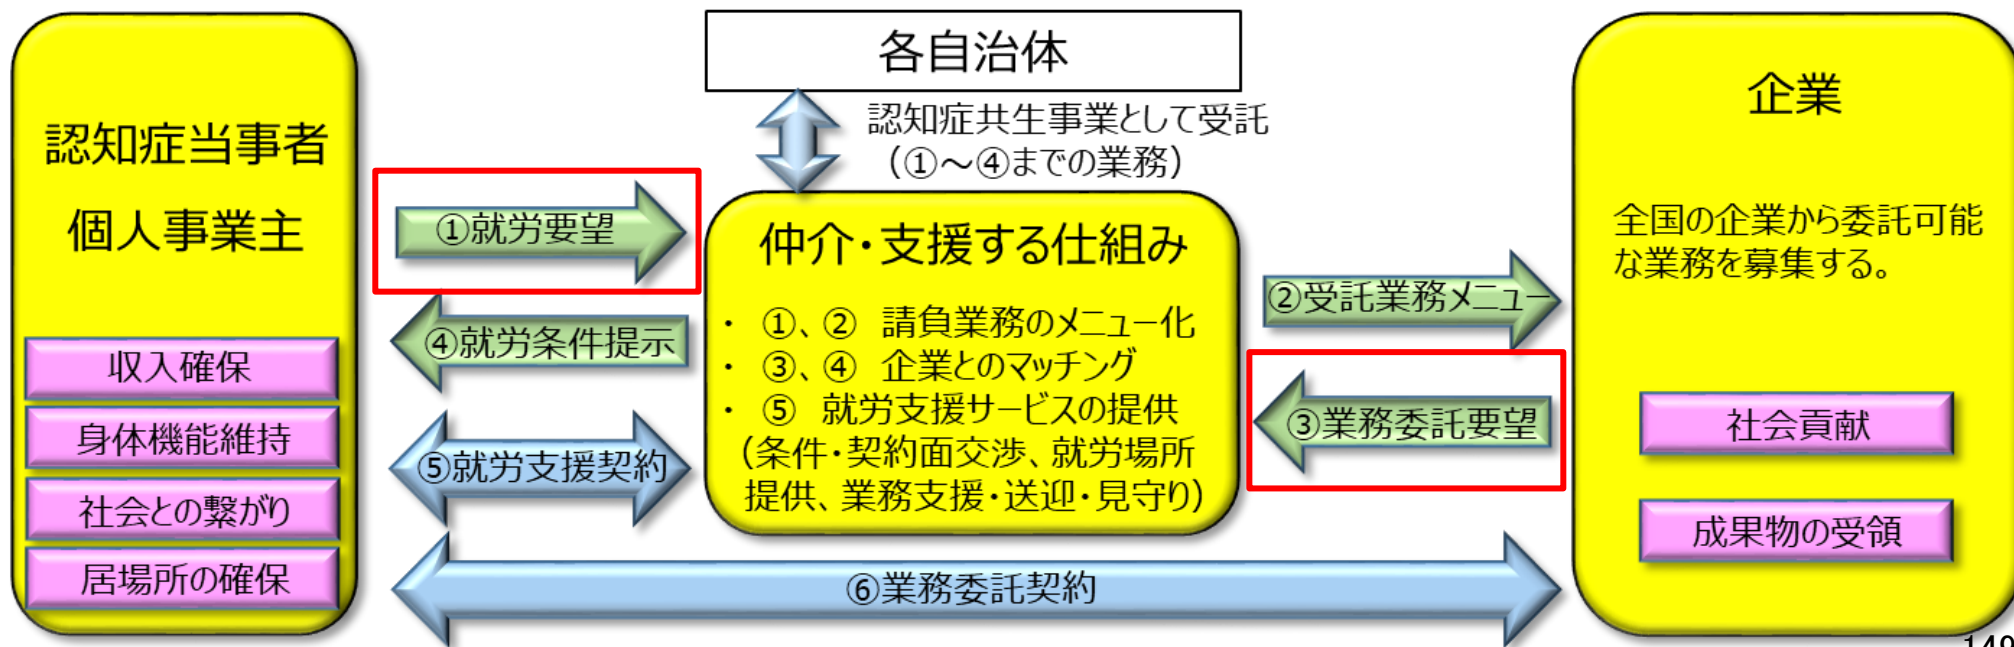 認知症当事者
個人事業主
収入確保
身体機能維持
社会との繋がり
居場所の確保
各自治体
認知症共生事業として受託
（①～④までの業務）
①就労要望
④就労条件提示
⑤就労支援契約
仲介・支援する仕組み
・ ①、② 請負業務のメニュー化
・ ③、④ 企業とのマッチング
・ ⑤ 就労支援サービスの提供
（条件・契約面交渉、就労場所
提供、業務支援・送迎・見守り）
②受託業務メニュー
③業務委託要望
⑥業務委託契約
企業
全国の企業から委託可能
な業務を募集する。
社会貢献
成果物の受領
149